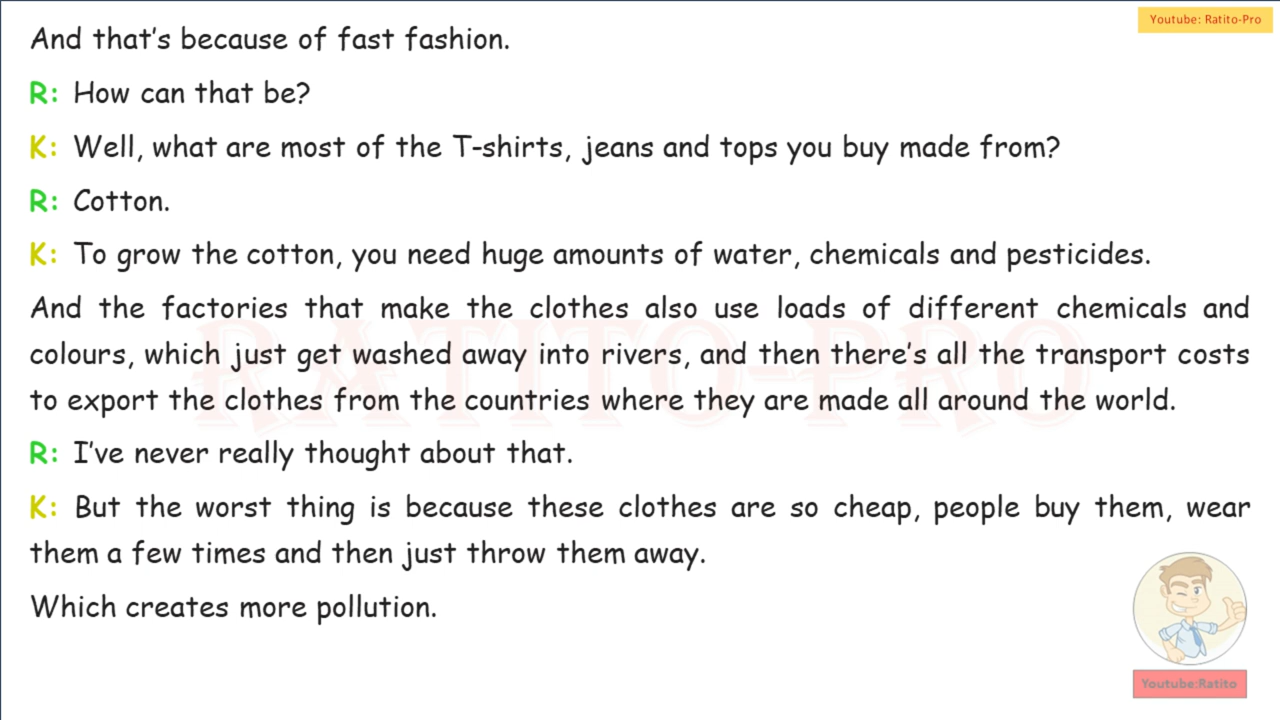 Youtube: Ratito-Pro
And that's because of fast fashion.
R: How can that be?
K: Well, what are most of the T-shirts, jeans and tops you buy made from?
R: Cotton.
K: To grow the cotton, you need huge amounts of water, chemicals and pesticides.
And the factories that make the clothes also use loads of different chemicals and
colours, which just get washed away into rivers, and then there's all the transport costs
to export the clothes from the countries where they are made all around the world.
RATITO-PRO
R: I've never really thought about that.
K: But the worst thing is because these clothes are so cheap, people buy them, wear
them a few times and then just throw them away.
Which creates more pollution.
Youtube:Ratito